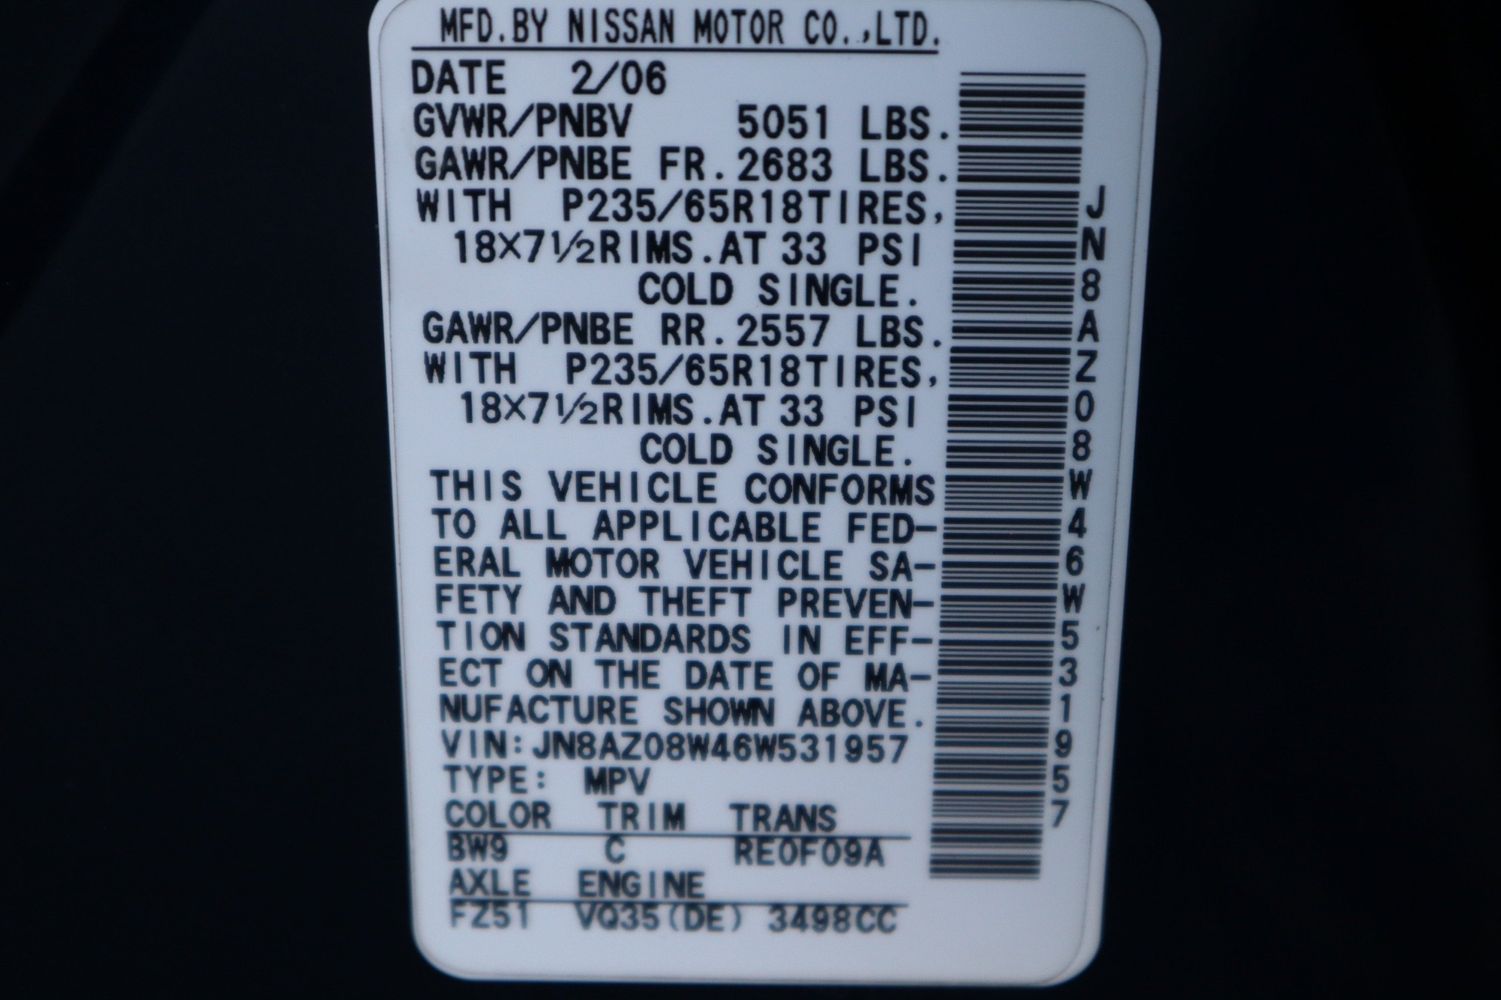 MFD.BY NISSAN MOTOR CO.,LTD.
DATE 2/06
GVWR/PNBV 5051 LBS.
GAWR/PNBE FR.2683 LBS.
WITH P235/65R18TIRES,
18×7½RIMS.AT 33 PSI
COLD SINGLE.
GAWR/PNBE RR.2557 LBS.
WITH P235/65R18TIRES,
18×7½RIMS.AT 33 PSI
COLD SINGLE.
THIS VEHICLE CONFORMS
TO ALL APPLICABLE FED-
ERAL MOTOR VEHICLE SA-
FETY AND THEFT PREVEN-
TION STANDARDS IN EFF-
ECT ON THE DATE OF MA-
NUFACTURE SHOWN ABOVE.
VIN:JN8AZ08W46W531957
TYPE: MPV
COLOR TRIM TRANS
BW9 C RE0F09A
AXLE ENGINE
FZ51 VQ35(DE) 3498CC
JN8AZ08W46W531957